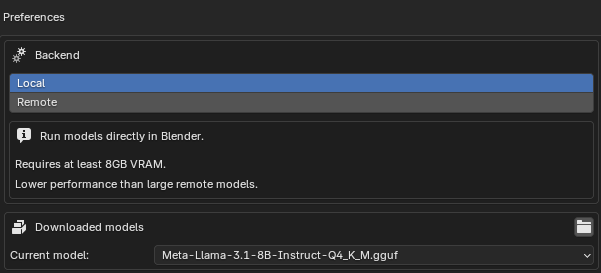 Preferences
Backend
Local
Remote
Run models directly in Blender.
Requires at least 8GB VRAM.
Lower performance than large remote models.
Downloaded models
Current model: Meta-Llama-3.1-8B-Instruct-Q4_K_M.gguf